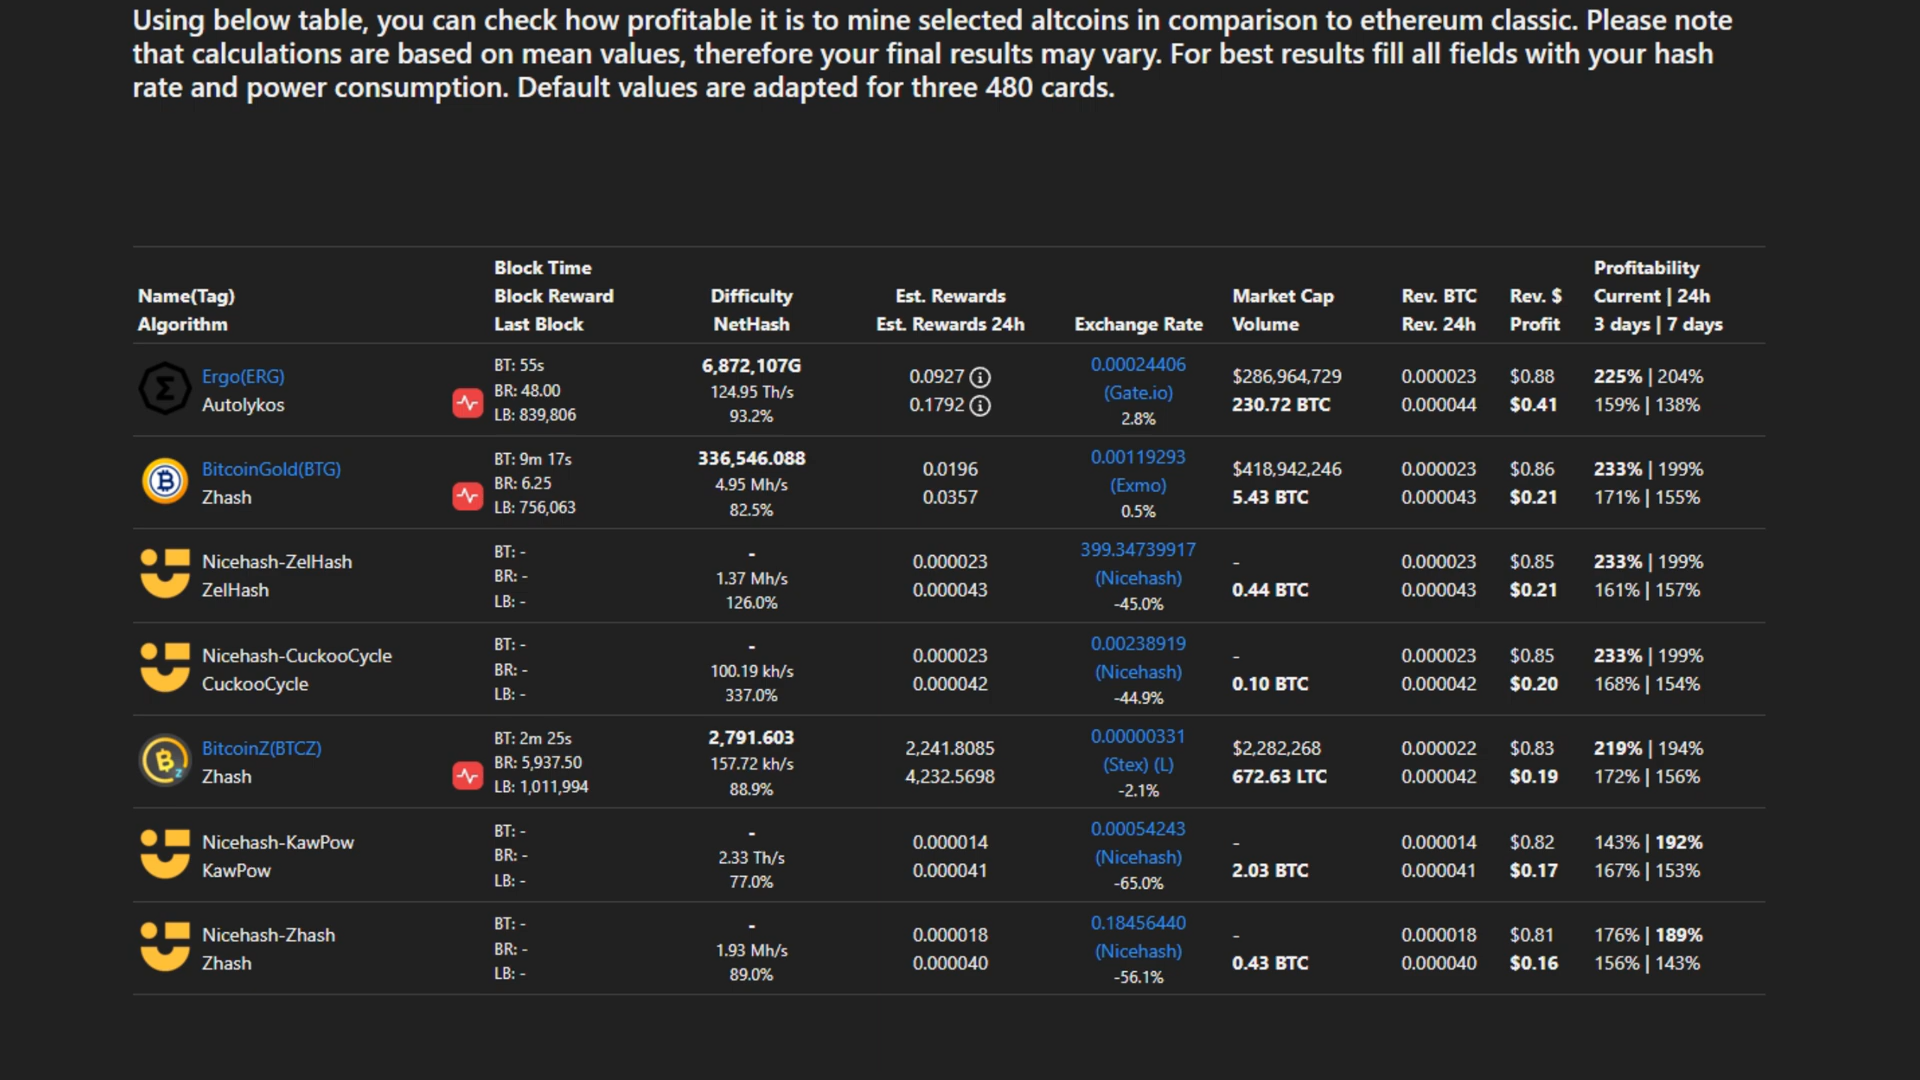 Using below table, you can check how profitable it is to mine selected altcoins in comparison to ethereum classic. Please note
that calculations are based on mean values, therefore your final results may vary. For best results fill all fields with your hash
rate and power consumption. Default values are adapted for three 480 cards.
Name(Tag)
Algorithm
Block Time
Block Reward
Last Block
Difficulty
NetHash
Est. Rewards
Est. Rewards 24h
Exchange Rate
Market Cap
Volume
Rev. BTC
Rev. 24h
Rev. $
Profit
Profitability
Current | 24h
3 days | 7 days
Ergo(ERG)
Autolykos
BT: 55s
BR: 48.00
LB: 839,806
6,872,107G
124.95 Th/s
93.2%
0.0927
0.1792
0.00024406
(Gate.io)
2.8%
$286,964,729
230.72 BTC
0.000023
0.000044
$0.88
$0.41
225% | 204%
159% | 138%
BitcoinGold(BTG)
Zhash
BT: 9m 17s
BR: 6.25
LB: 756,063
336,546.088
4.95 Mh/s
82.5%
0.0196
0.0357
0.00119293
(Exmo)
0.5%
$418,942,246
5.43 BTC
0.000023
0.000043
$0.86
$0.21
233% | 199%
171% | 155%
Nicehash-ZelHash
ZelHash
BT: -
BR: -
LB: -
-
1.37 Mh/s
126.0%
0.000023
0.000043
399.34739917
(Nicehash)
-45.0%
-
0.44 BTC
0.000023
0.000043
$0.85
$0.21
233% | 199%
161% | 157%
Nicehash-CuckooCycle
CuckooCycle
BT: -
BR: -
LB: -
-
100.19 kh/s
337.0%
0.000023
0.000042
0.00238919
(Nicehash)
-44.9%
-
0.10 BTC
0.000023
0.000042
$0.85
$0.20
233% | 199%
168% | 154%
BitcoinZ(BTCZ)
Zhash
BT: 2m 25s
BR: 5,937.50
LB: 1,011,994
2,791.603
157.72 kh/s
88.9%
2,241.8085
4,232.5698
0.00000331
(Stex) (L)
-2.1%
$2,282,268
672.63 LTC
0.000022
0.000042
$0.83
$0.19
219% | 194%
172% | 156%
Nicehash-KawPow
KawPow
BT: -
BR: -
LB: -
-
2.33 Th/s
77.0%
0.000014
0.000041
0.00054243
(Nicehash)
-65.0%
-
2.03 BTC
0.000014
0.000041
$0.82
$0.17
143% | 192%
167% | 153%
Nicehash-Zhash
Zhash
BT: -
BR: -
LB: -
-
1.93 Mh/s
89.0%
0.000018
0.000040
0.18456440
(Nicehash)
-56.1%
-
0.43 BTC
0.000018
0.000040
$0.81
$0.16
176% | 189%
156% | 143%